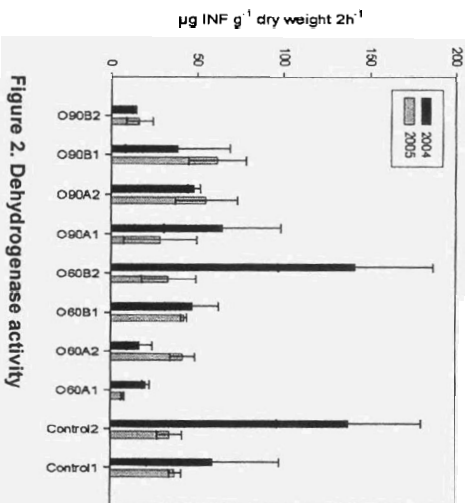 µg INF g⁻¹ dry weight 2h⁻¹
0
50
100
150
200
2004
2005
O90B2
O90B1
O90A2
O90A1
O60B2
O60B1
O60A2
O60A1
Control2
Control1
Figure 2. Dehydrogenase activity